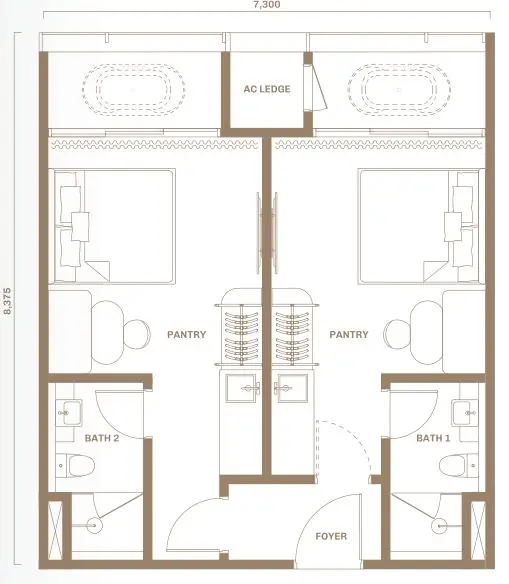 7,300
AC LEDGE
8,375
PANTRY
PANTRY
BATH 2
BATH 1
FOYER